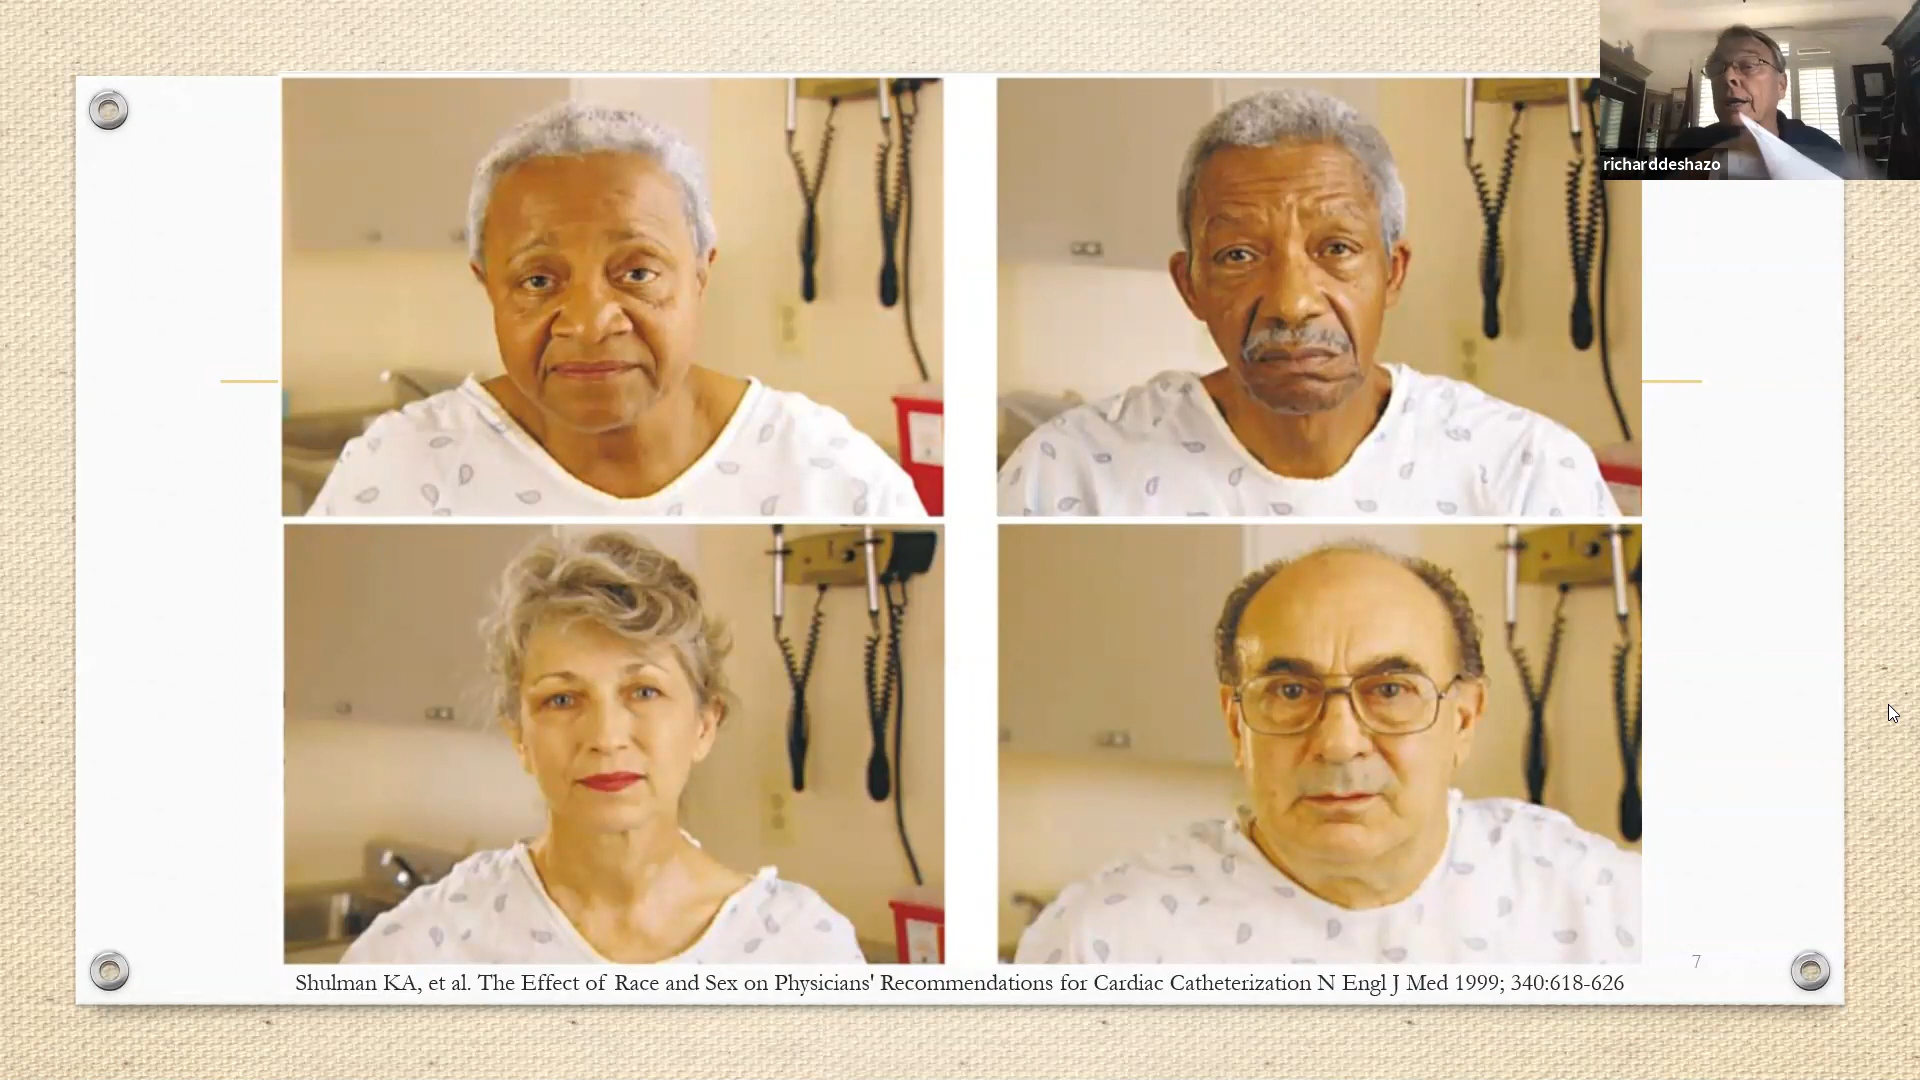 richarddeshazo
7
Shulman KA, et al. The Effect of Race and Sex on Physicians' Recommendations for Cardiac Catheterization N Engl J Med 1999; 340:618-626